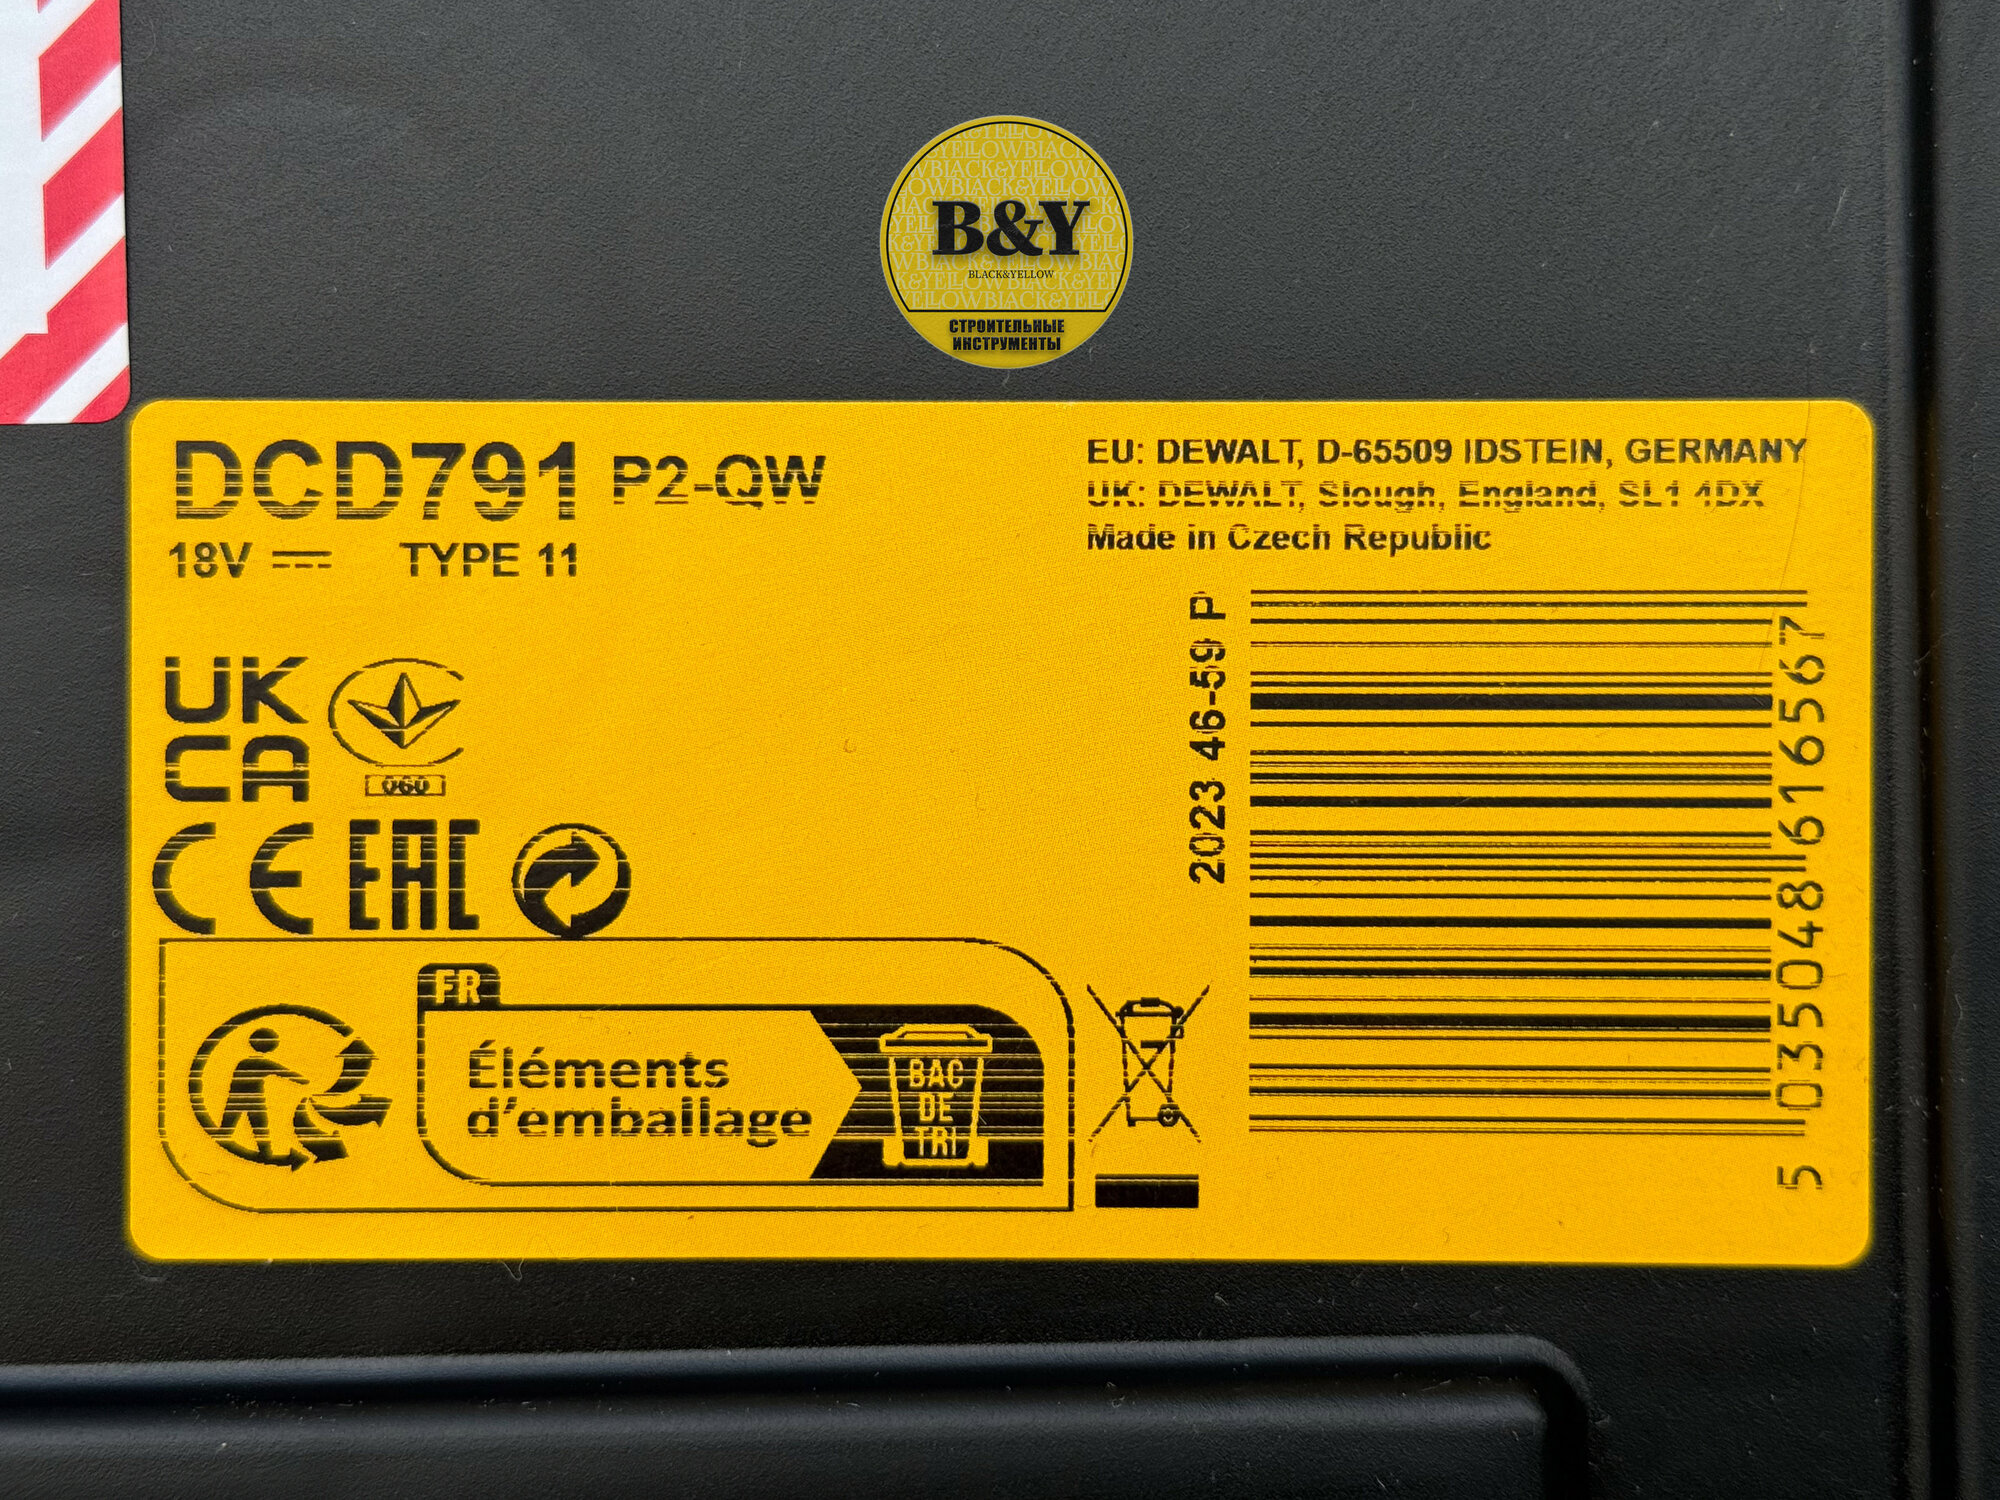 B&Y
BLACK&YELLOW
СТРОИТЕЛЬНЫЕ
ИНСТРУМЕНТЫ
DCD791 P2-QW
18V TYPE 11
EU: DEWALT, D-65509 IDSTEIN, GERMANY
UK: DEWALT, Slough, England, SL1 4DX
Made in Czech Republic
2023 46-59 P
5 035048 616567
UK
CA
060
CE EAC
FR
Éléments
d'emballage
BAC
DE
TRI